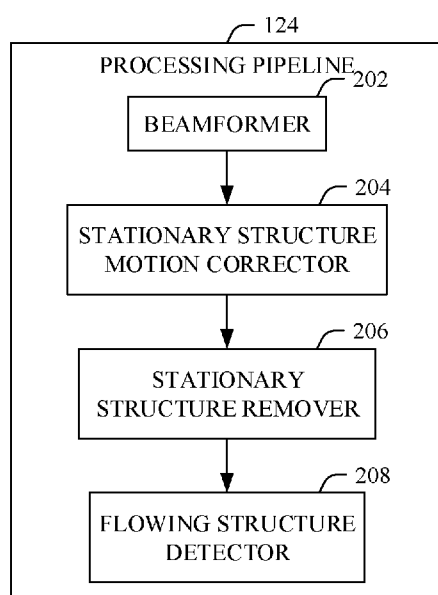 124
PROCESSING PIPELINE
202
BEAMFORMER
204
STATIONARY STRUCTURE
MOTION CORRECTOR
206
STATIONARY
STRUCTURE REMOVER
208
FLOWING STRUCTURE
DETECTOR